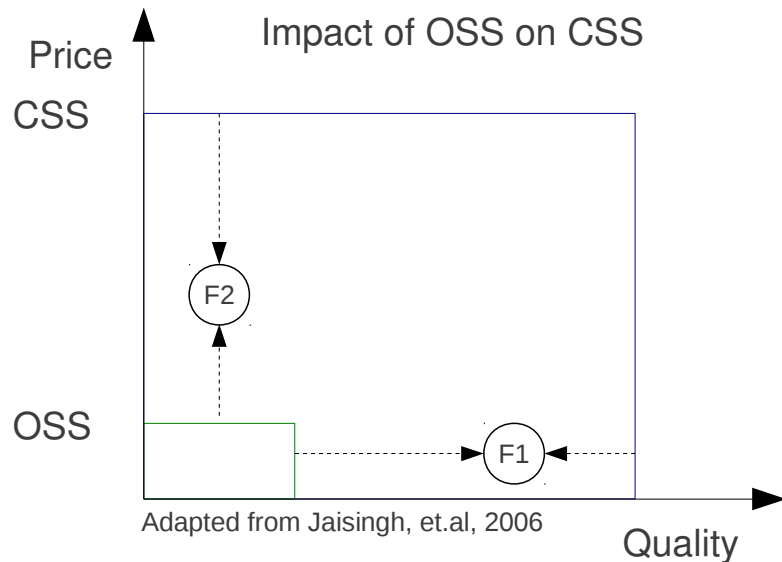 Impact of OSS on CSS
Price
CSS
F2
OSS
F1
Adapted from Jaisingh, et.al, 2006
Quality